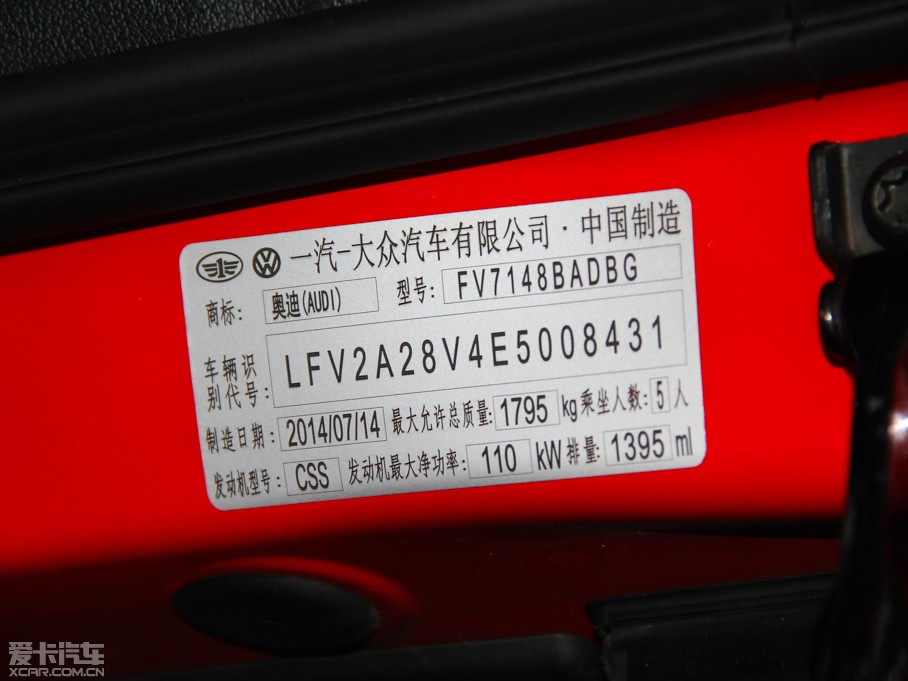 一汽-大众汽车有限公司·中国制造
商标: 奥迪(AUDI) 型号: FV7148BADBG
车辆识
别代号: LFV2A28V4E5008431
制造日期: 2014/07/14 最大允许总质量: 1795 kg 乘坐人数: 5 人
发动机型号: CSS 发动机最大净功率: 110 kW 排量: 1395 ml
爱卡汽车
XCAR.COM.CN